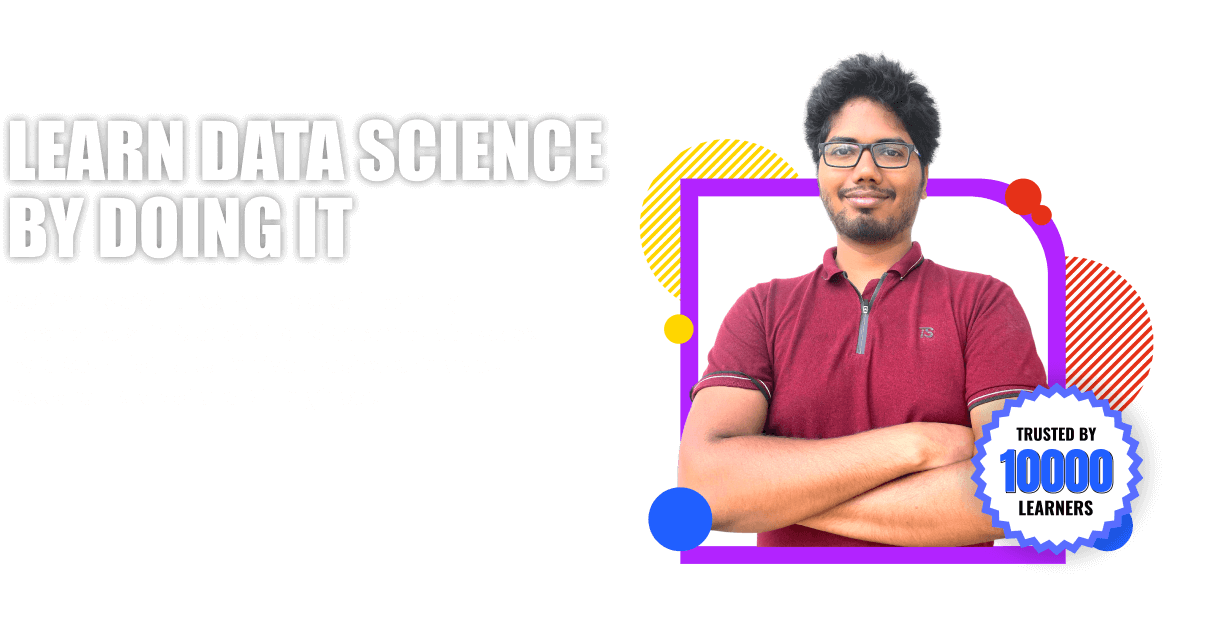 LEARN DATA SCIENCE
BY DOING IT
TRUSTED BY
10000
LEARNERS